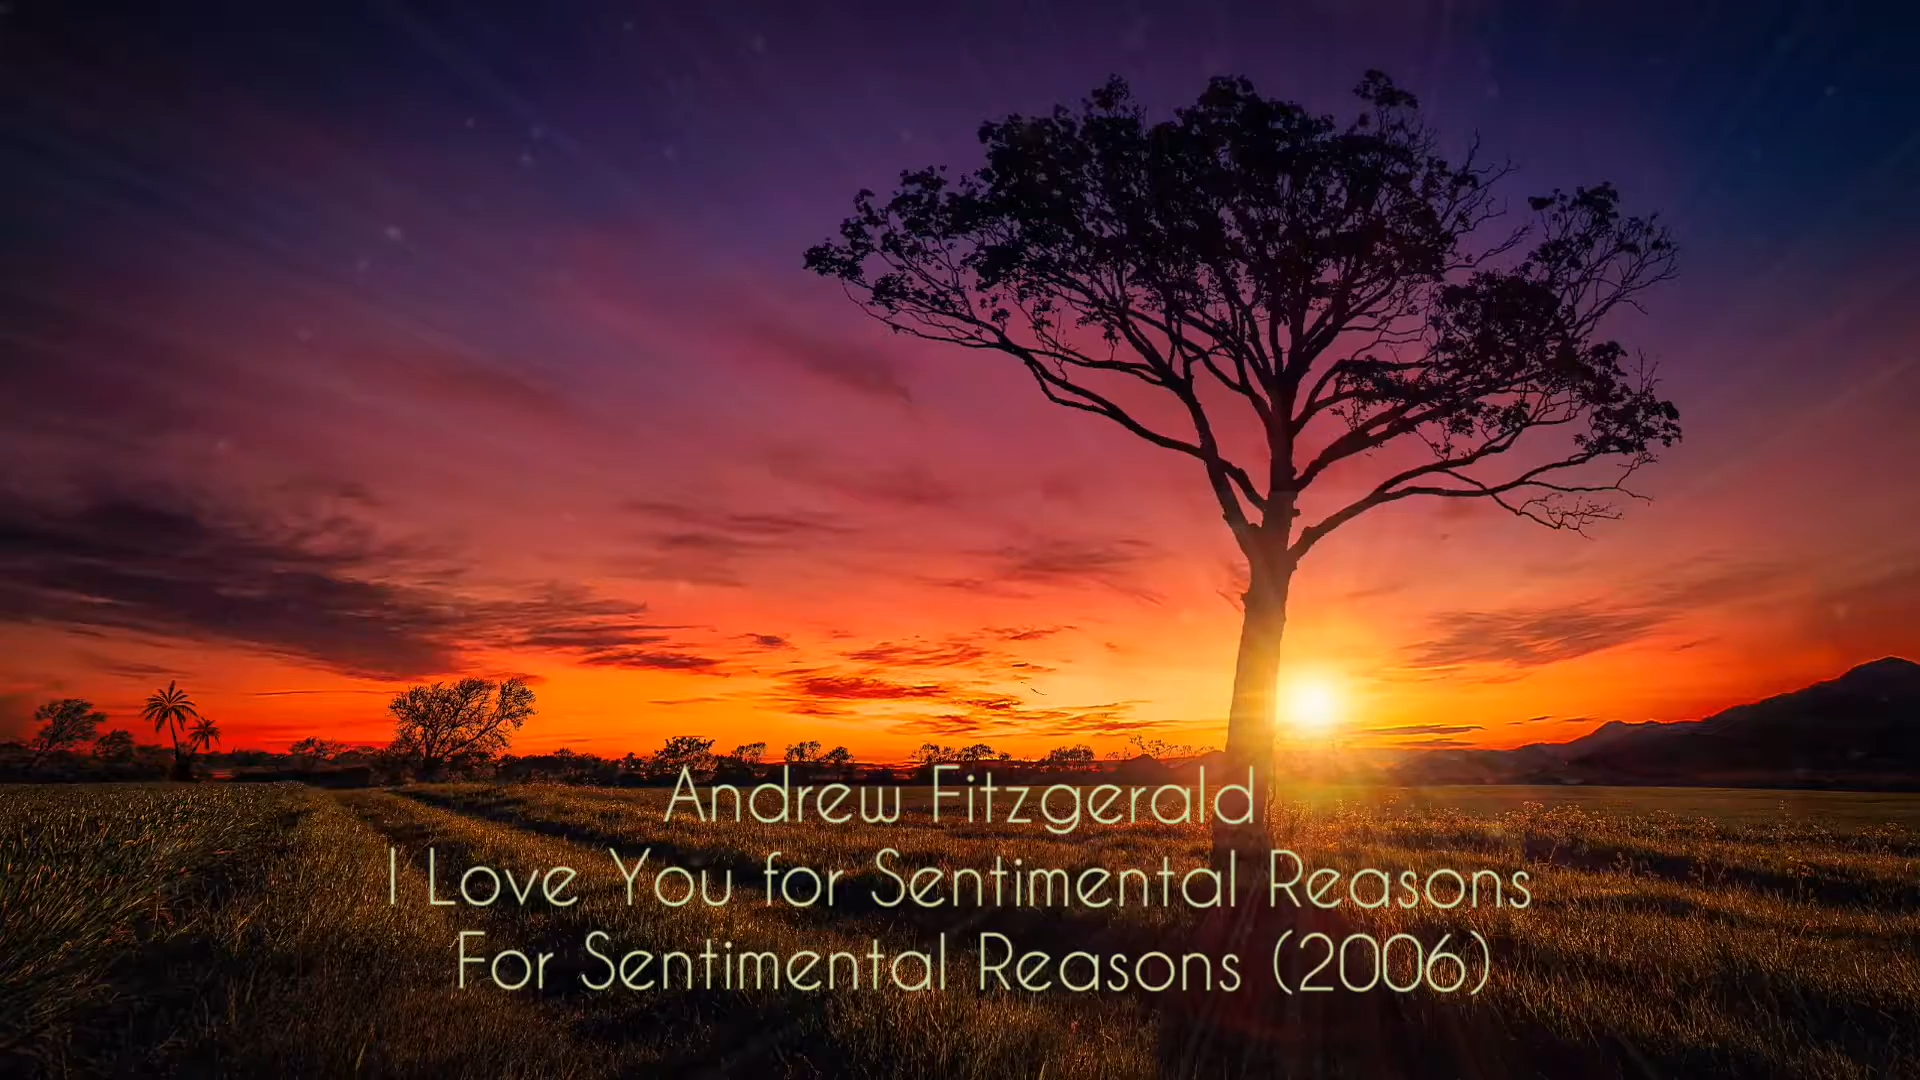 Andrew Fitzgerald
I Love You for Sentimental Reasons
For Sentimental Reasons (2006)